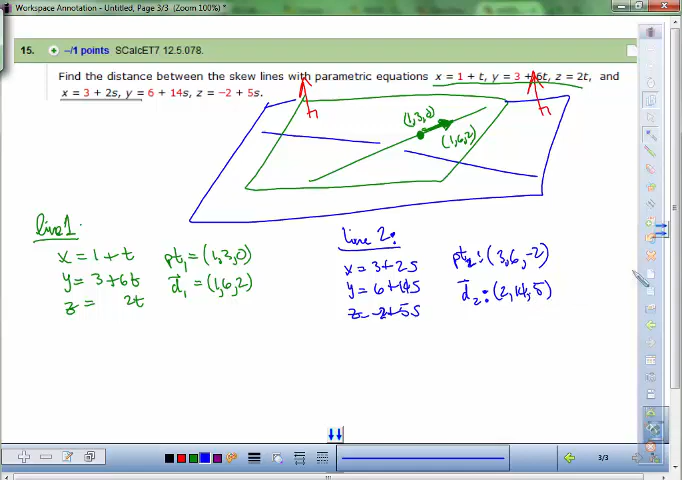 Workspace Annotation - Untitled, Page 3/3 (Zoom 100%) *
15. –/1 points SCalcET7 12.5.078.
Find the distance between the skew lines with parametric equations x = 1 + t, y = 3 + 6t, z = 2t, and
x = 3 + 2s, y = 6 + 14s, z = −2 + 5s.
n
n
(1,3,0)
(1,6,2)
line 1:
x = 1 + t
y = 3 + 6t
z = 2t
pt₁ = (1,3,0)
d₁ = (1,6,2)
line 2:
x = 3 + 2s
y = 6 + 14s
z = -2 + 5s
pt₂: (3,6,-2)
d₂: (2,14,5)
3/3